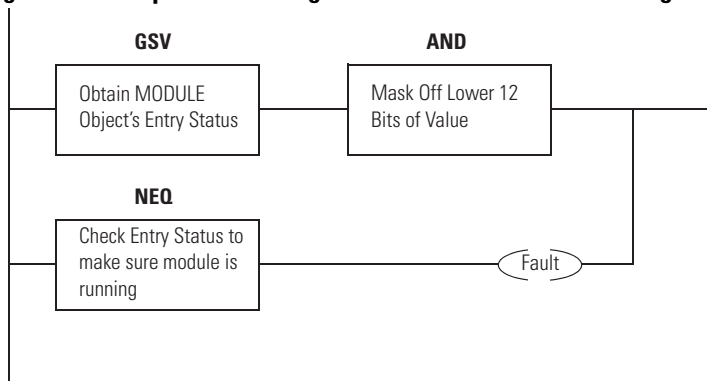 GSV
AND
Obtain MODULE
Object's Entry Status
Mask Off Lower 12
Bits of Value
NEQ
Check Entry Status to
make sure module is
running
Fault